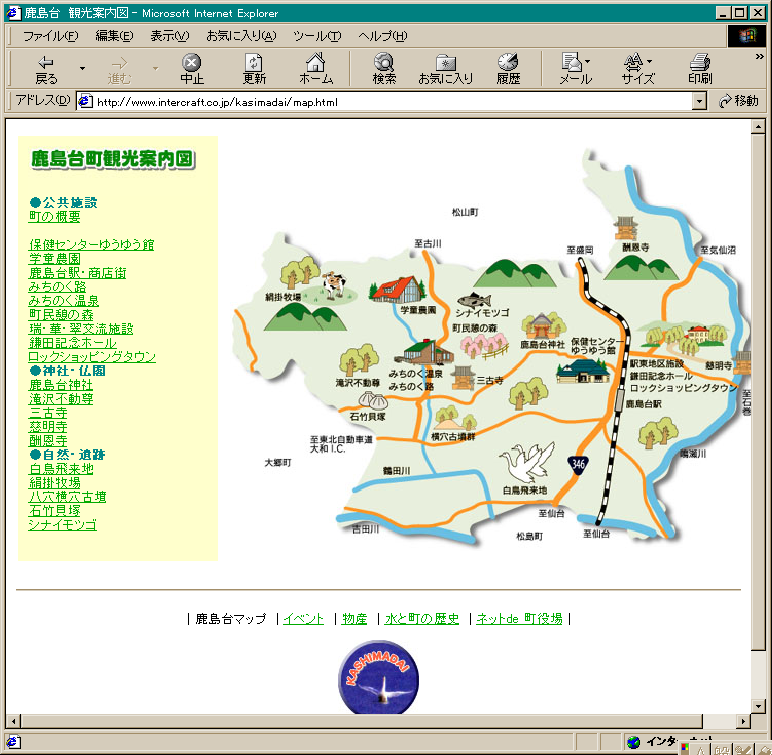 鹿島台 観光案内図 - Microsoft Internet Explorer
ファイル(F) 編集(E) 表示(V) お気に入り(A) ツール(T) ヘルプ(H)
戻る 進む 中止 更新 ホーム 検索 お気に入り 履歴 メール サイズ 印刷
アドレス(D) http://www.intercraft.co.jp/kasimadai/map.html 移動
鹿島台町観光案内図
●公共施設
町の概要
保健センターゆうゆう館
学童農園
鹿島台駅・商店街
みちのく路
みちのく温泉
町民憩の森
瑞・華・翠交流施設
鎌田記念ホール
ロックショッピングタウン
●神社・仏閣
鹿島台神社
滝沢不動尊
三古寺
慈明寺
酬恩寺
●自然・遺跡
白鳥飛来地
絹掛牧場
八穴横穴古墳
石竹貝塚
シナイモツゴ
松山町
至古川
至盛岡
酬恩寺
至気仙沼
絹掛牧場
学童農園
シナイモツゴ
町民憩の森
鹿島台神社
保健センター
ゆうゆう館
駅東地区施設
鎌田記念ホール
ロックショッピングタウン
慈明寺
至石巻
滝沢不動尊
みちのく温泉
みちのく路
三古寺
鹿島台駅
石竹貝塚
横穴古墳群
至東北自動車道
大和I.C.
大郷町
鶴田川
白鳥飛来地
346
鳴瀬川
吉田川
至仙台
松島町
至仙台
| 鹿島台マップ | イベント | 物産 | 水と町の歴史 | ネットde 町役場 |
KASHIMADAI